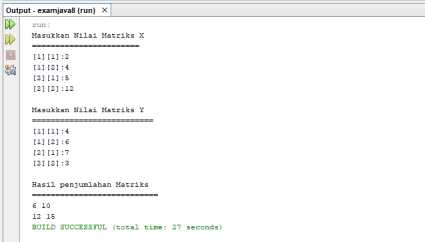 Output - examjava8 (run) ×
run:
Masukkan Nilai Matriks X
=======================
[1][1]:2
[1][2]:4
[2][1]:5
[2][2]:12
Masukkan Nilai Matriks Y
==========================
[1][1]:4
[1][2]:6
[2][1]:7
[2][2]:3
Hasil penjumlahan Matriks
===========================
6 10
12 15
BUILD SUCCESSFUL (total time: 27 seconds)